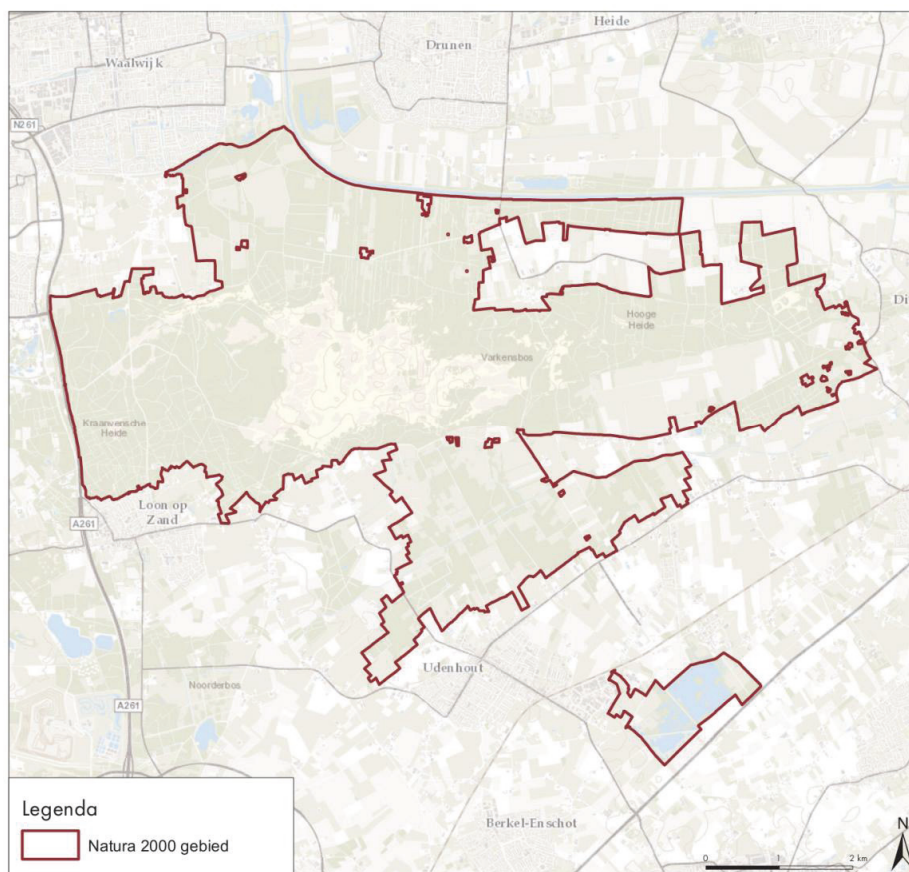 Heide
Drunen
Waalwijk
N261
Hooge
Heide
Di
Varkensbos
Kraanvensche
Heide
Loon op
Zand
A261
Udenhout
Noorderbos
A261
Legenda
Natura 2000 gebied
Berkel-Enschot
N
0 1 2 km